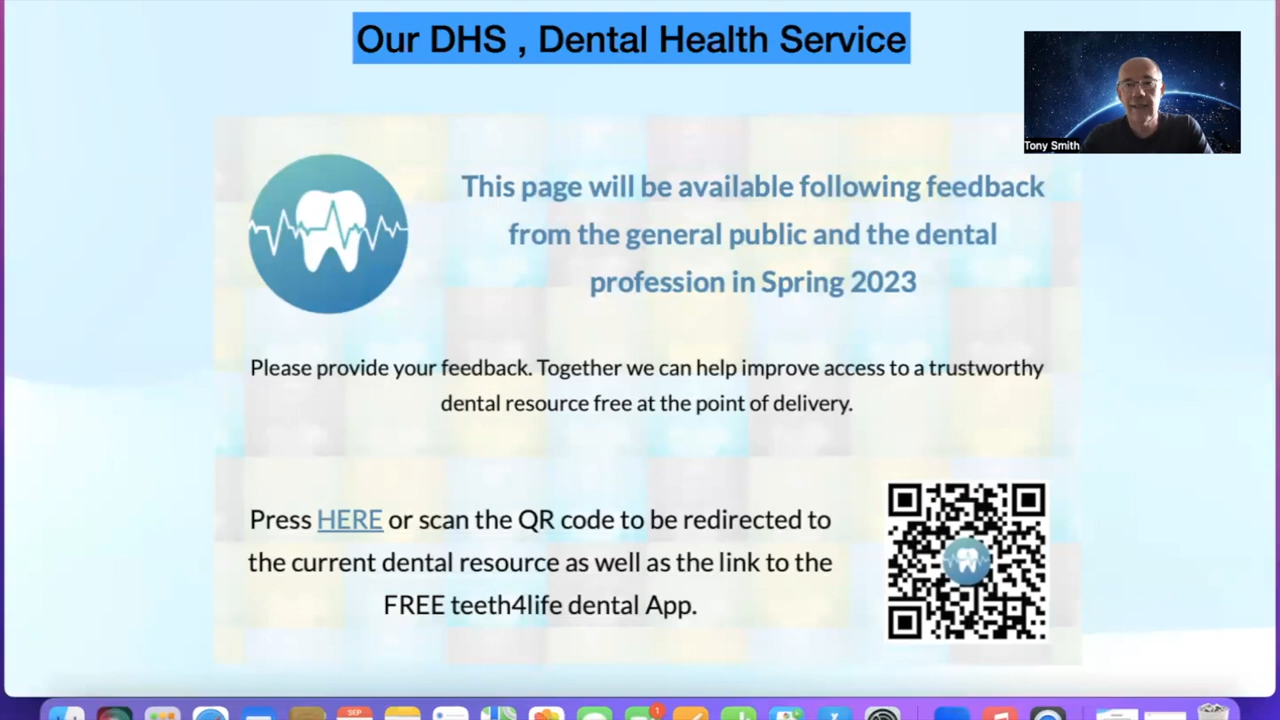 Our DHS , Dental Health Service
Tony Smith
This page will be available following feedback
from the general public and the dental
profession in Spring 2023
Please provide your feedback. Together we can help improve access to a trustworthy
dental resource free at the point of delivery.
Press HERE or scan the QR code to be redirected to
the current dental resource as well as the link to the
FREE teeth4life dental App.
SEP
1